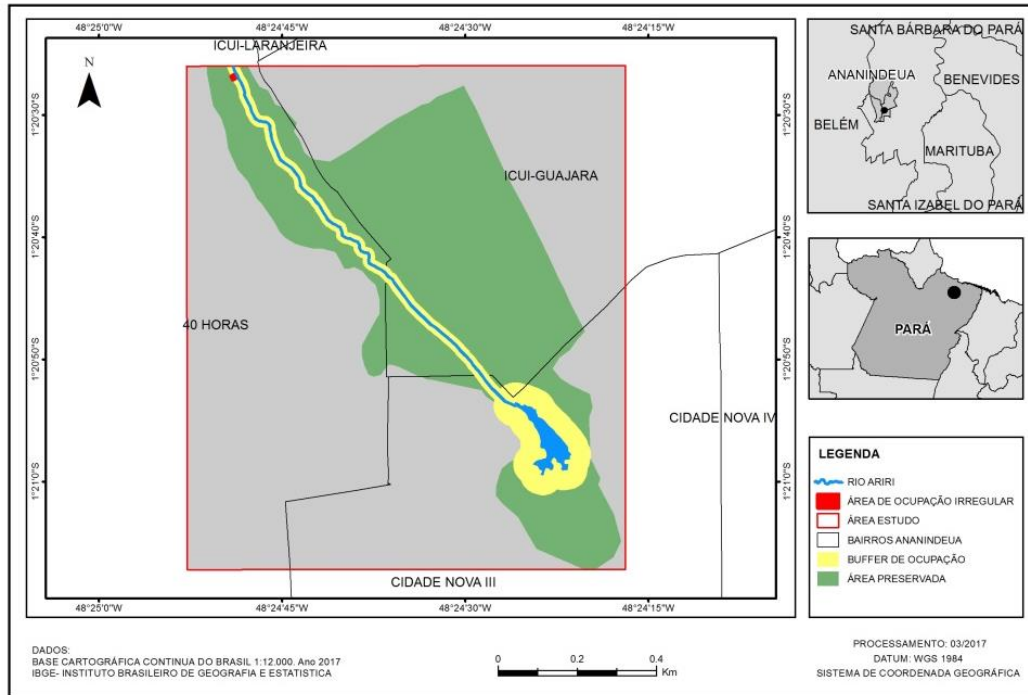 48°25'0"W
48°24'45"W
48°24'30"W
48°24'15"W
ICUI-LARANJEIRA
N
1°20'30"S
1°20'30"S
ICUI-GUAJARA
1°20'40"S
1°20'40"S
40 HORAS
1°20'50"S
1°20'50"S
CIDADE NOVA IV
1°21'0"S
1°21'0"S
CIDADE NOVA III
48°25'0"W
48°24'45"W
48°24'30"W
48°24'15"W
SANTA BÁRBARA DO PARÁ
ANANINDEUA
BENEVIDES
BELÉM
MARITUBA
SANTA IZABEL DO PARÁ
PARÁ
LEGENDA
RIO ARIRI
ÁREA DE OCUPAÇÃO IRREGULAR
ÁREA ESTUDO
BAIRROS ANANINDEUA
BUFFER DE OCUPAÇÃO
ÁREA PRESERVADA
DADOS:
BASE CARTOGRÁFICA CONTINUA DO BRASIL 1:12.000. Ano 2017
IBGE- INSTITUTO BRASILEIRO DE GEOGRAFIA E ESTATISTICA
0 0.2 0.4
Km
PROCESSAMENTO: 03/2017
DATUM: WGS 1984
SISTEMA DE COORDENADA GEOGRÁFICA